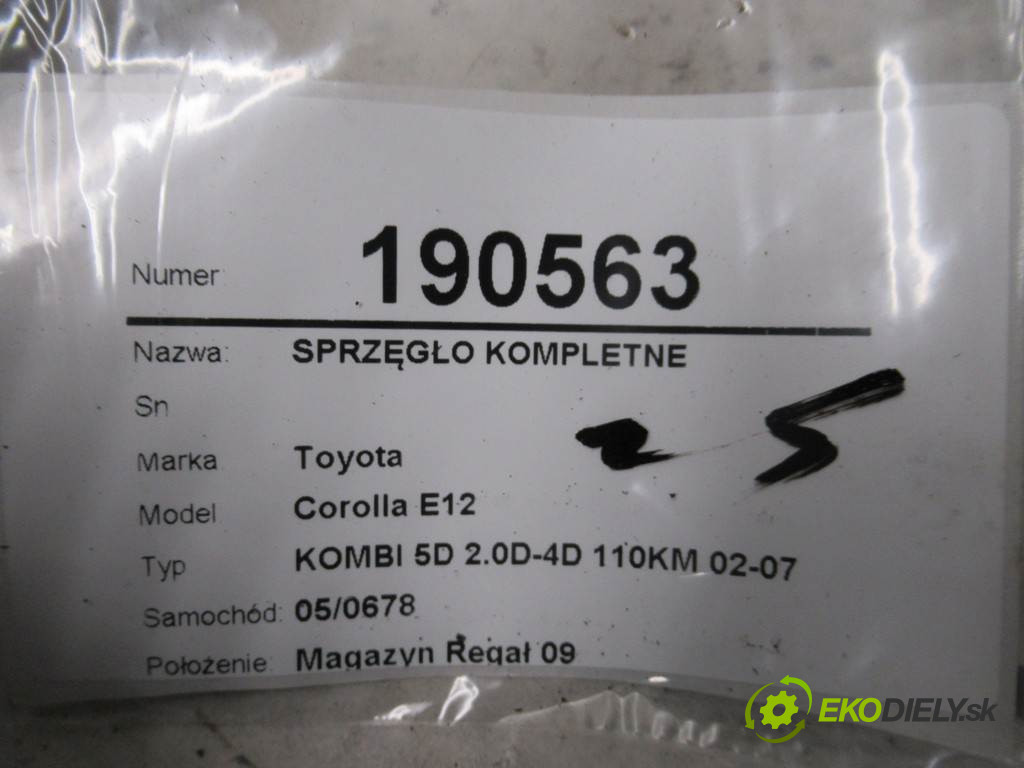 Numer: 190563
Nazwa: SPRZĘGŁO KOMPLETNE
Sn
25
Marka Toyota
Model Corolla E12
Typ KOMBI 5D 2.0D-4D 110KM 02-07
Samochód: 05/0678
Położenie: Magazyn Regał 09
EKODIELY.sk